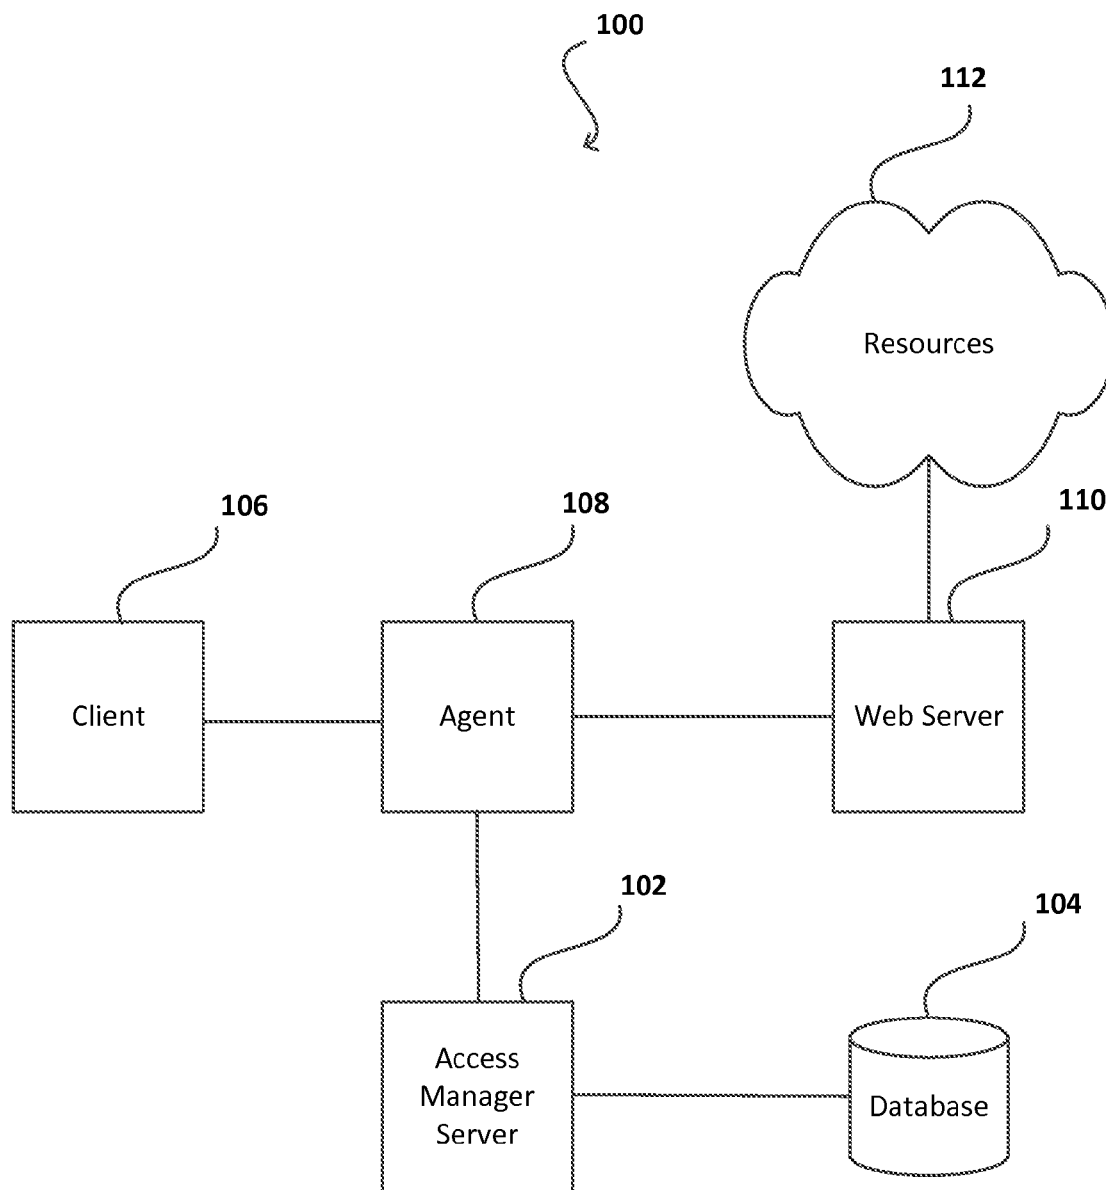 100
112
Resources
106
108
110
Client
Agent
Web Server
102
104
Access
Manager
Server
Database